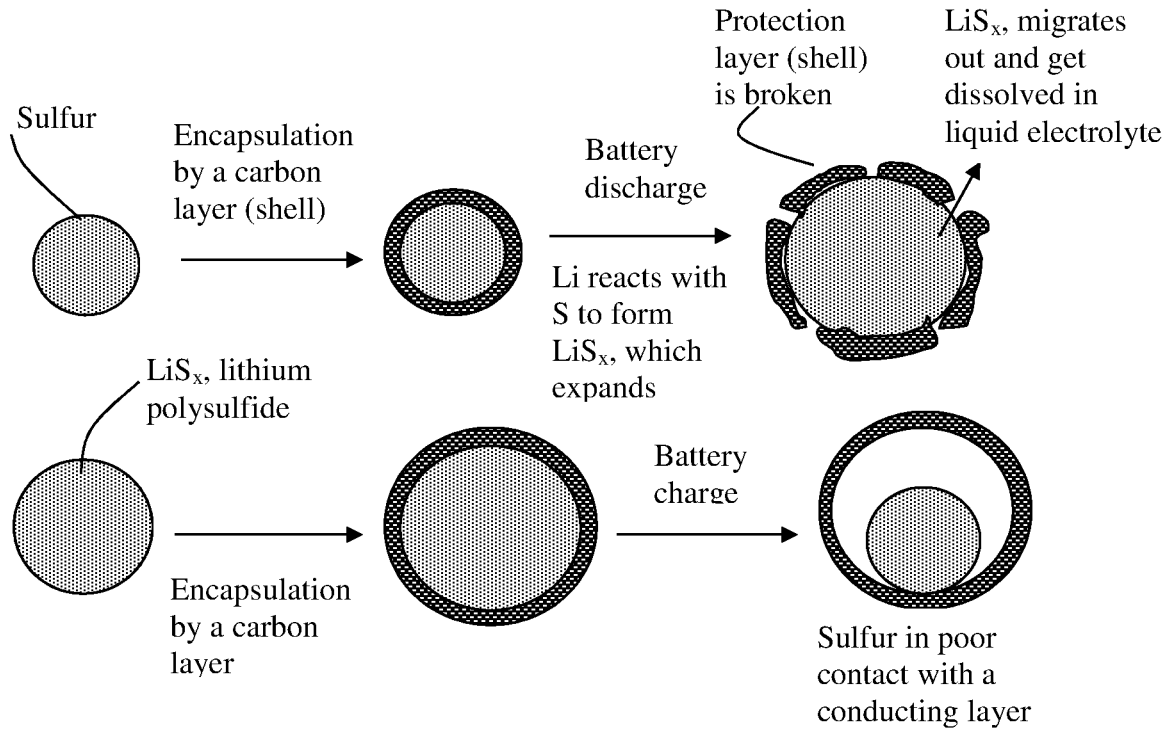 Sulfur
Encapsulation
by a carbon
layer (shell)
Battery
discharge
Li reacts with
S to form
LiSₓ, which
expands
Protection
layer (shell)
is broken
LiSₓ, migrates
out and get
dissolved in
liquid electrolyte
LiSₓ, lithium
polysulfide
Encapsulation
by a carbon
layer
Battery
charge
Sulfur in poor
contact with a
conducting layer